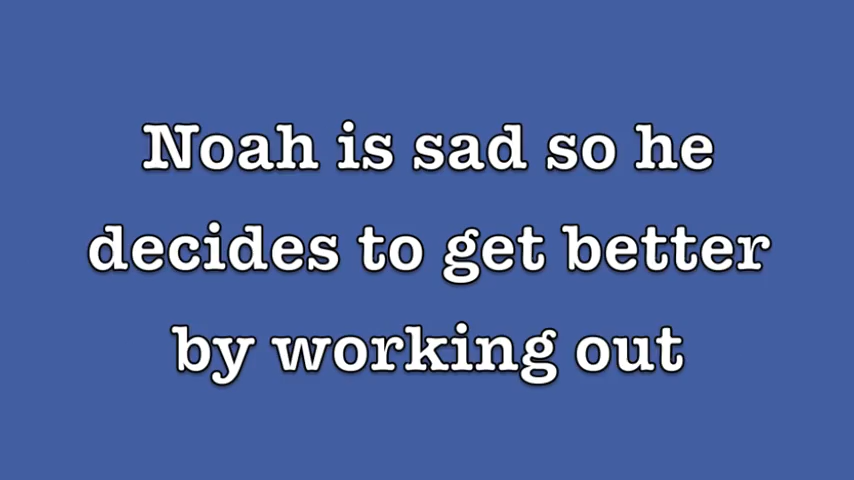 Noah is sad so he
decides to get better
by working out